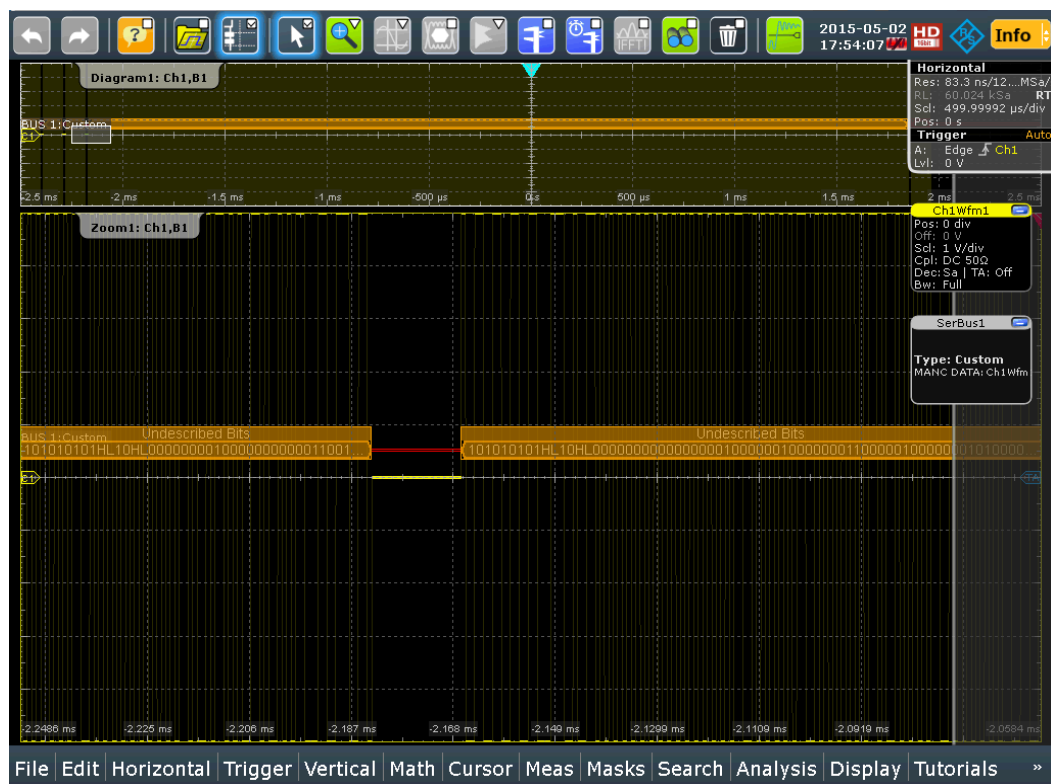 2015-05-02
17:54:07
HD
16bit
R&S
Info
IFFT
Diagram1: Ch1,B1
BUS 1:Custom
C1
-2.5 ms -2 ms -1.5 ms -1 ms -500 µs 0 s 500 µs 1 ms 1.5 ms 2 ms 2.5 ms
Horizontal
Res: 83.3 ns/12...MSa/
RL: 60.024 kSa RT
Scl: 499.99992 µs/div
Pos: 0 s
Trigger Auto
A: Edge Ch1
Lvl: 0 V
Zoom1: Ch1,B1
Ch1Wfm1
Pos: 0 div
Off: 0 V
Scl: 1 V/div
Cpl: DC 50Ω
Dec: Sa | TA: Off
Bw: Full
SerBus1
Type: Custom
MANC DATA: Ch1Wfm
BUS 1:Custom
Undescribed Bits Undescribed Bits
C1
TA
-2.2486 ms -2.225 ms -2.206 ms -2.187 ms -2.168 ms -2.149 ms -2.1299 ms -2.1109 ms -2.0919 ms -2.0584 ms
File Edit Horizontal Trigger Vertical Math Cursor Meas Masks Search Analysis Display Tutorials »